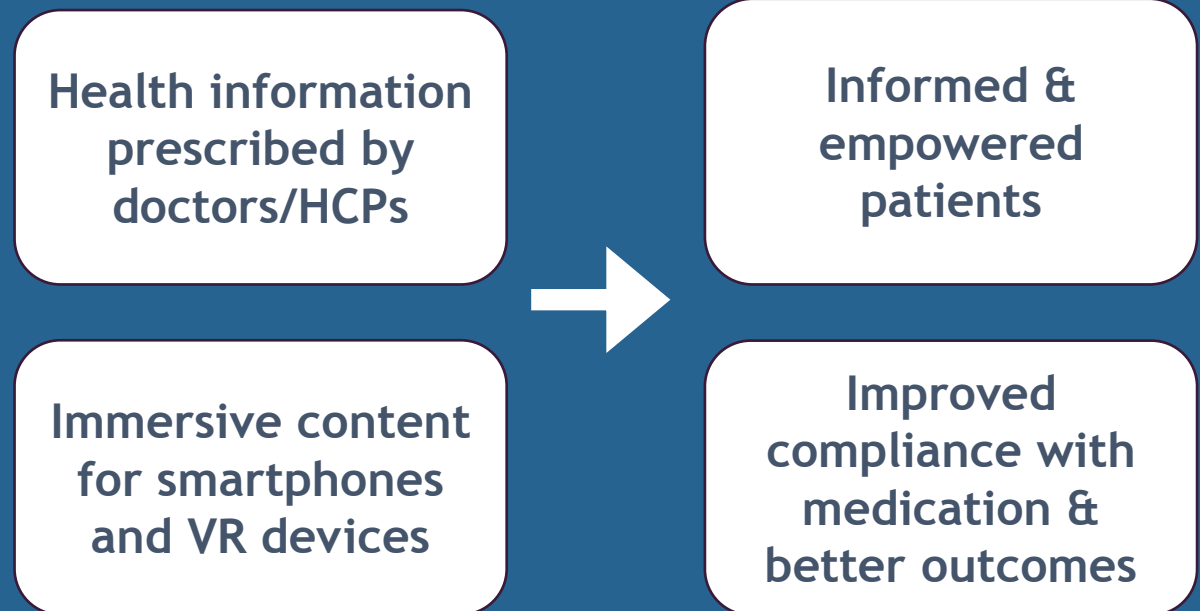 Health information
prescribed by
doctors/HCPs
Immersive content
for smartphones
and VR devices
Informed &
empowered
patients
Improved
compliance with
medication &
better outcomes